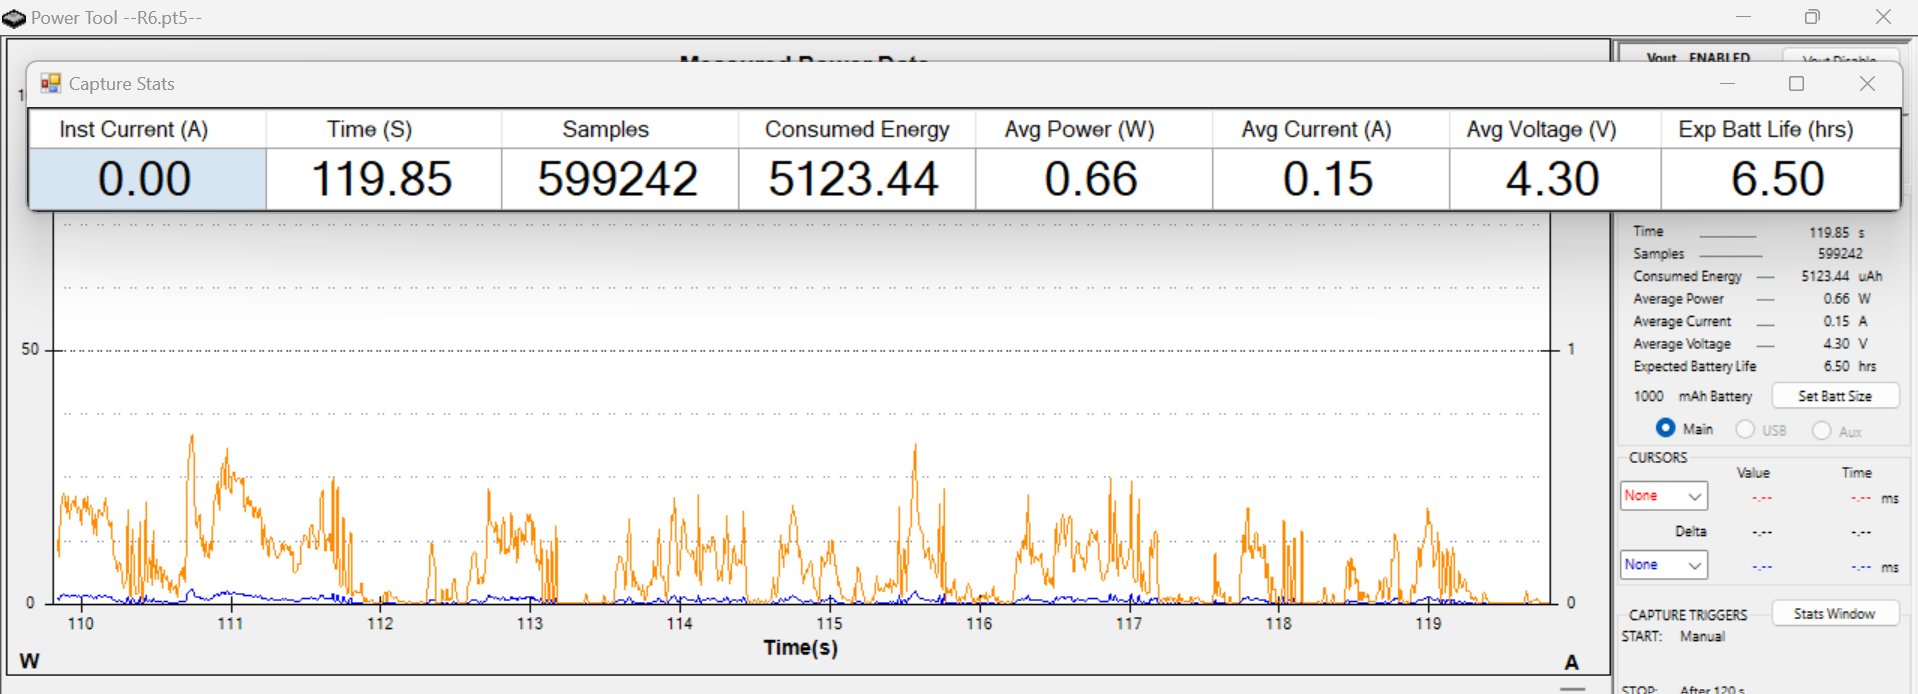 Power Tool --R6.pt5--
Measured Power Data
Vout ENABLED
Vout Disable
Capture Stats
Inst Current (A) Time (S) Samples Consumed Energy Avg Power (W) Avg Current (A) Avg Voltage (V) Exp Batt Life (hrs)
0.00 119.85 599242 5123.44 0.66 0.15 4.30 6.50
Time 119.85 s
Samples 599242
Consumed Energy 5123.44 uAh
Average Power 0.66 W
Average Current 0.15 A
Average Voltage 4.30 V
Expected Battery Life 6.50 hrs
1000 mAh Battery Set Batt Size
Main USB Aux
CURSORS
Value Time
None -.-- -.-- ms
Delta -.-- -.--
None -.-- -.-- ms
CAPTURE TRIGGERS Stats Window
START: Manual
STOP: After 120 s
50 1
0 0
110 111 112 113 114 115 116 117 118 119
Time(s)
W A